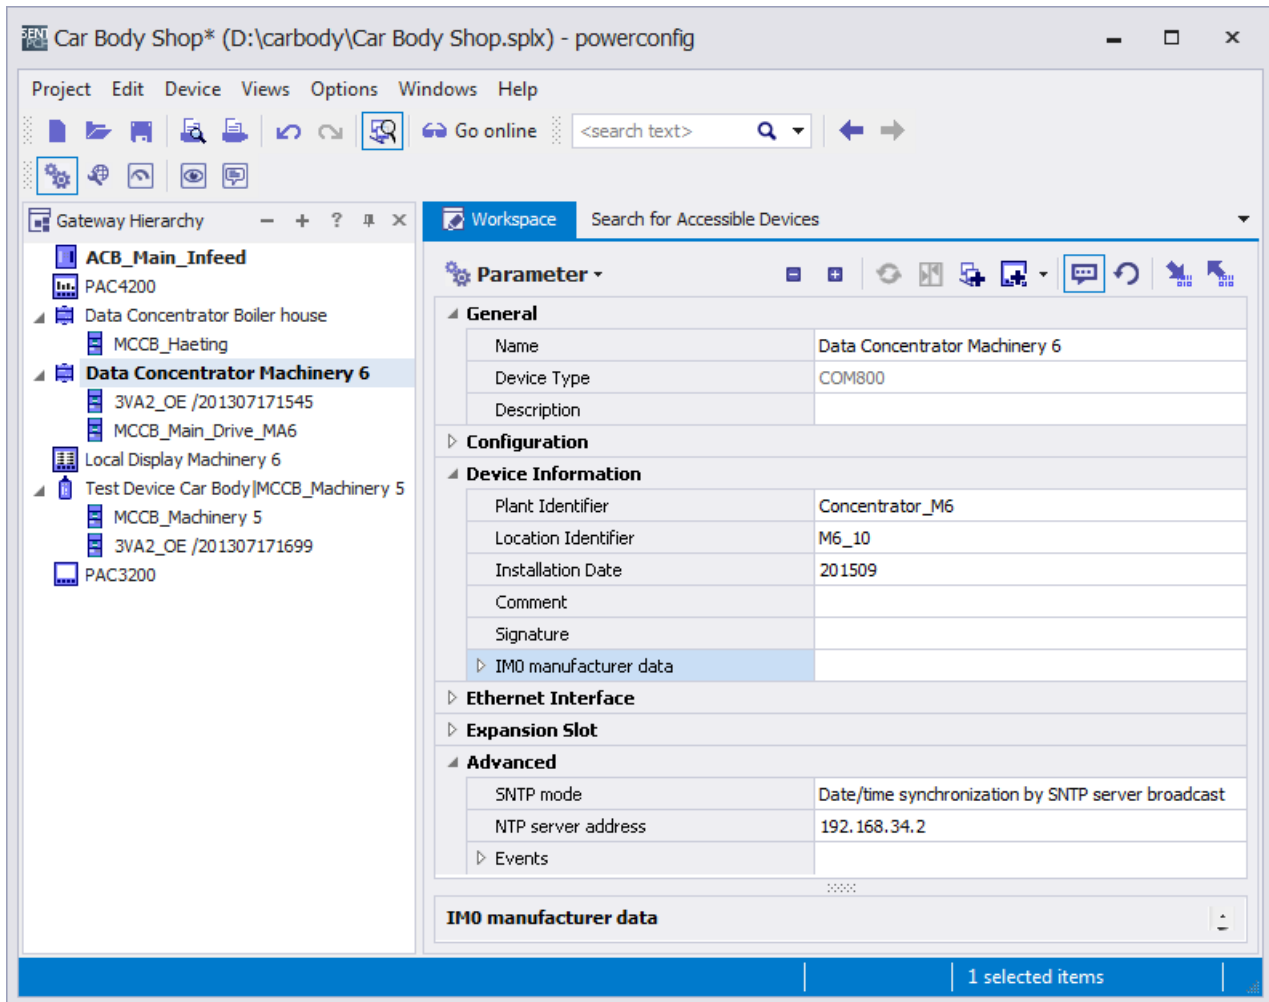 Car Body Shop* (D:\carbody\Car Body Shop.splx) - powerconfig
Project Edit Device Views Options Windows Help
Go online <search text>
Gateway Hierarchy
ACB_Main_Infeed
PAC4200
Data Concentrator Boiler house
MCCB_Haeting
Data Concentrator Machinery 6
3VA2_OE /201307171545
MCCB_Main_Drive_MA6
Local Display Machinery 6
Test Device Car Body|MCCB_Machinery 5
MCCB_Machinery 5
3VA2_OE /201307171699
PAC3200
Workspace Search for Accessible Devices
Parameter
General
Name Data Concentrator Machinery 6
Device Type COM800
Description
Configuration
Device Information
Plant Identifier Concentrator_M6
Location Identifier M6_10
Installation Date 201509
Comment
Signature
IM0 manufacturer data
Ethernet Interface
Expansion Slot
Advanced
SNTP mode Date/time synchronization by SNTP server broadcast
NTP server address 192.168.34.2
Events
IM0 manufacturer data
1 selected items